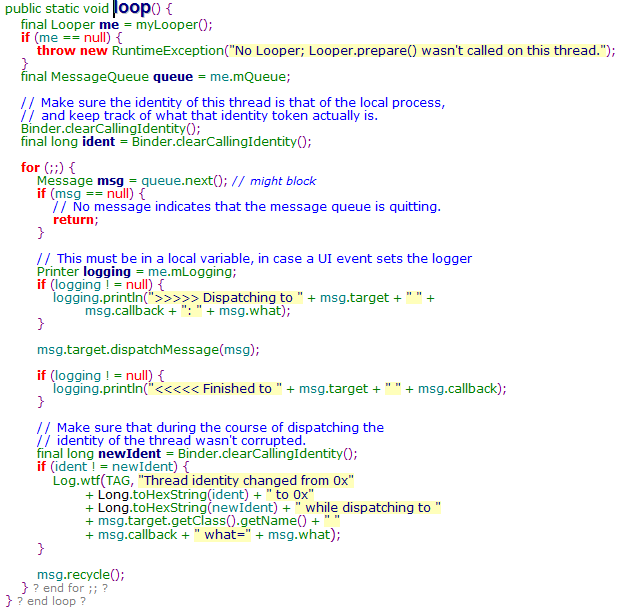 public static void loop() {
    final Looper me = myLooper();
    if (me == null) {
        throw new RuntimeException("No Looper; Looper.prepare() wasn't called on this thread.");
    }
    final MessageQueue queue = me.mQueue;

    // Make sure the identity of this thread is that of the local process,
    // and keep track of what that identity token actually is.
    Binder.clearCallingIdentity();
    final long ident = Binder.clearCallingIdentity();

    for (;;) {
        Message msg = queue.next(); // might block
        if (msg == null) {
            // No message indicates that the message queue is quitting.
            return;
        }

        // This must be in a local variable, in case a UI event sets the logger
        Printer logging = me.mLogging;
        if (logging != null) {
            logging.println(">>>>> Dispatching to " + msg.target + " " +
                    msg.callback + ": " + msg.what);
        }

        msg.target.dispatchMessage(msg);

        if (logging != null) {
            logging.println("<<<<< Finished to " + msg.target + " " + msg.callback);
        }

        // Make sure that during the course of dispatching the
        // identity of the thread wasn't corrupted.
        final long newIdent = Binder.clearCallingIdentity();
        if (ident != newIdent) {
            Log.wtf(TAG, "Thread identity changed from 0x"
                    + Long.toHexString(ident) + " to 0x"
                    + Long.toHexString(newIdent) + " while dispatching to "
                    + msg.target.getClass().getName() + " "
                    + msg.callback + " what=" + msg.what);
        }

        msg.recycle();
    } ? end for ;; ?
} ? end loop ?